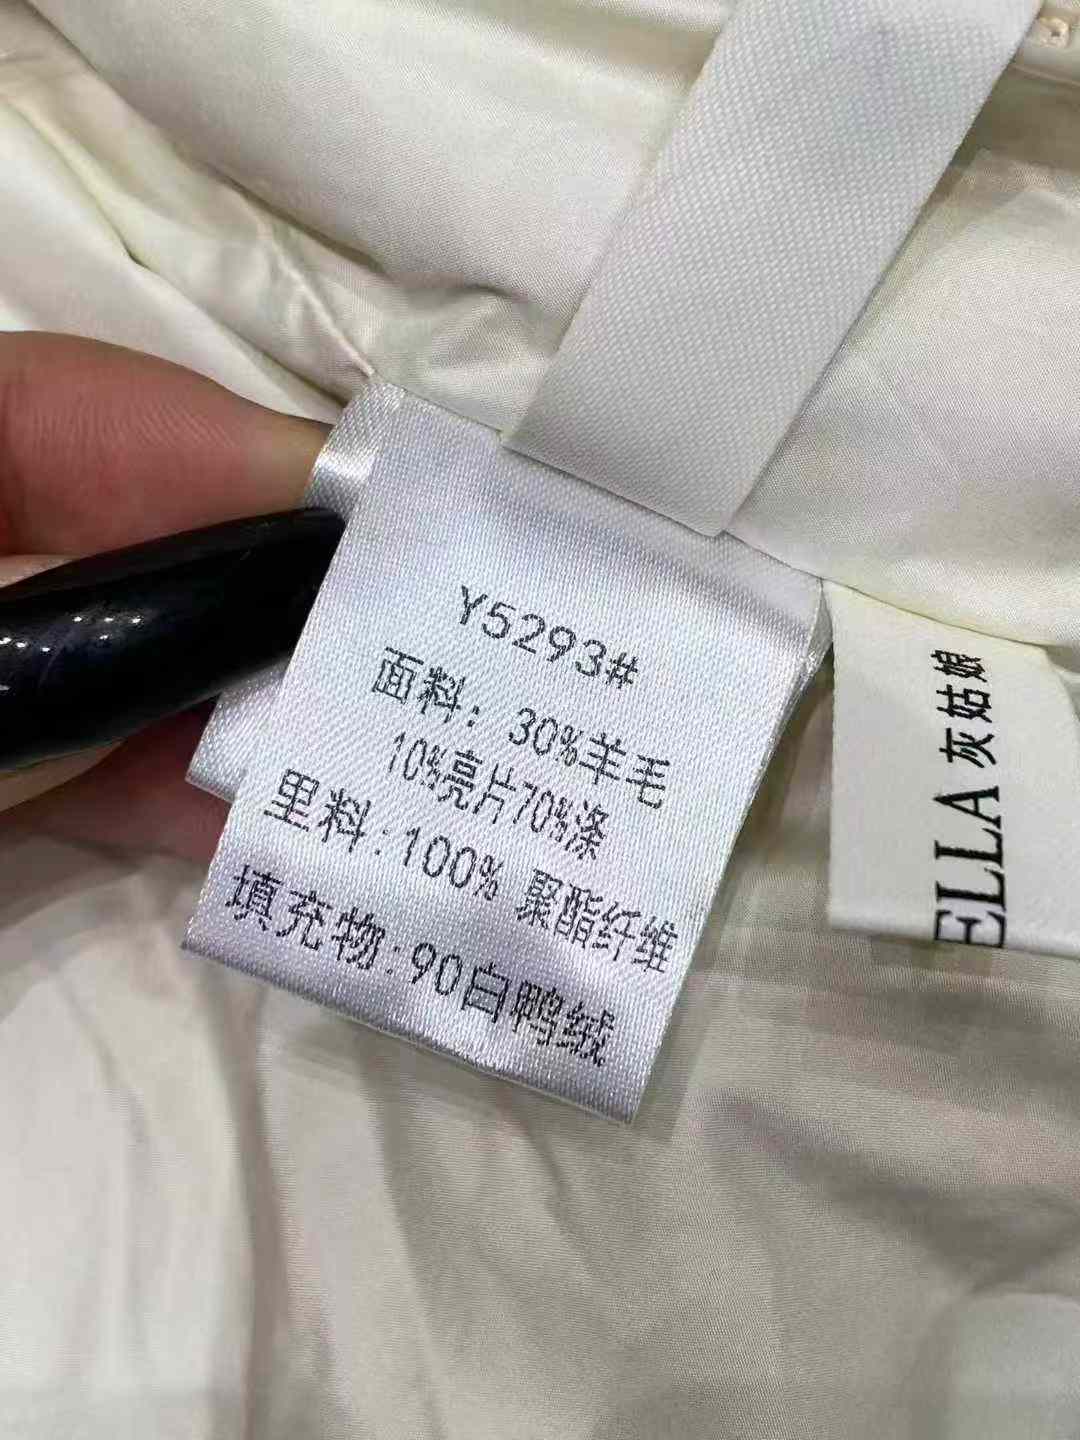 Y5293#
面料: 30%羊毛
10%亮片70%涤
里料:100% 聚酯纤维
填充物:90白鸭绒
ELLA 灰姑娘